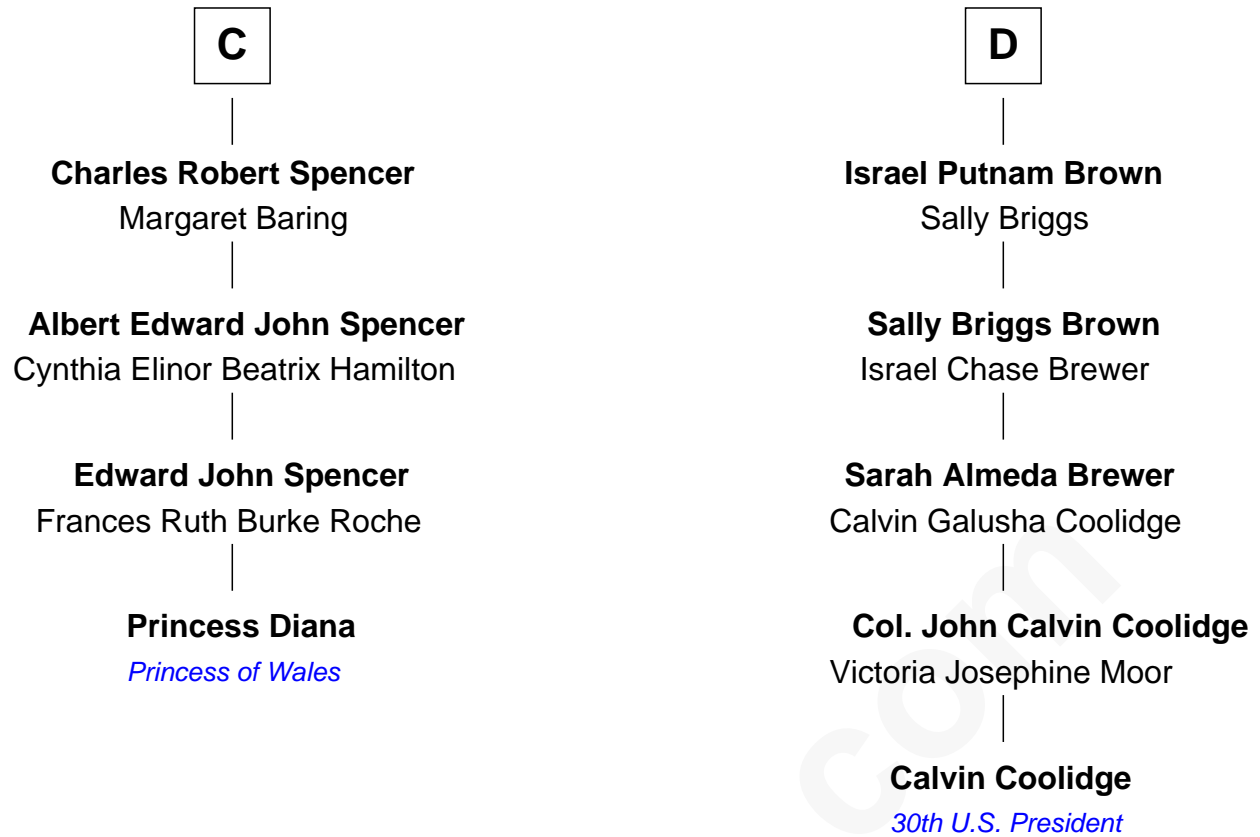 C
Charles Robert Spencer
Margaret Baring
Albert Edward John Spencer
Cynthia Elinor Beatrix Hamilton
Edward John Spencer
Frances Ruth Burke Roche
Princess Diana
Princess of Wales
D
Israel Putnam Brown
Sally Briggs
Sally Briggs Brown
Israel Chase Brewer
Sarah Almeda Brewer
Calvin Galusha Coolidge
Col. John Calvin Coolidge
Victoria Josephine Moor
Calvin Coolidge
30th U.S. President
com